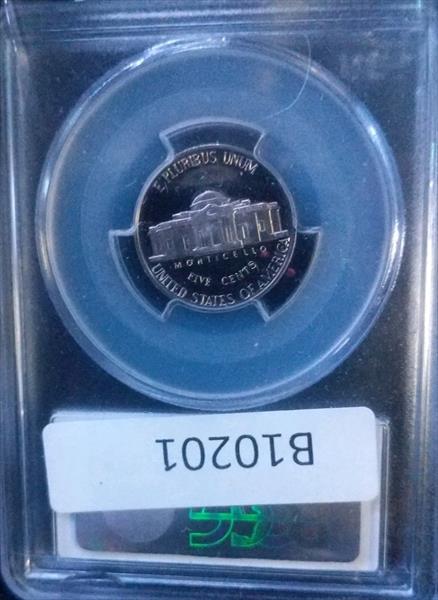 E PLURIBUS UNUM
MONTICELLO
FIVE CENTS
UNITED STATES OF AMERICA
B10201